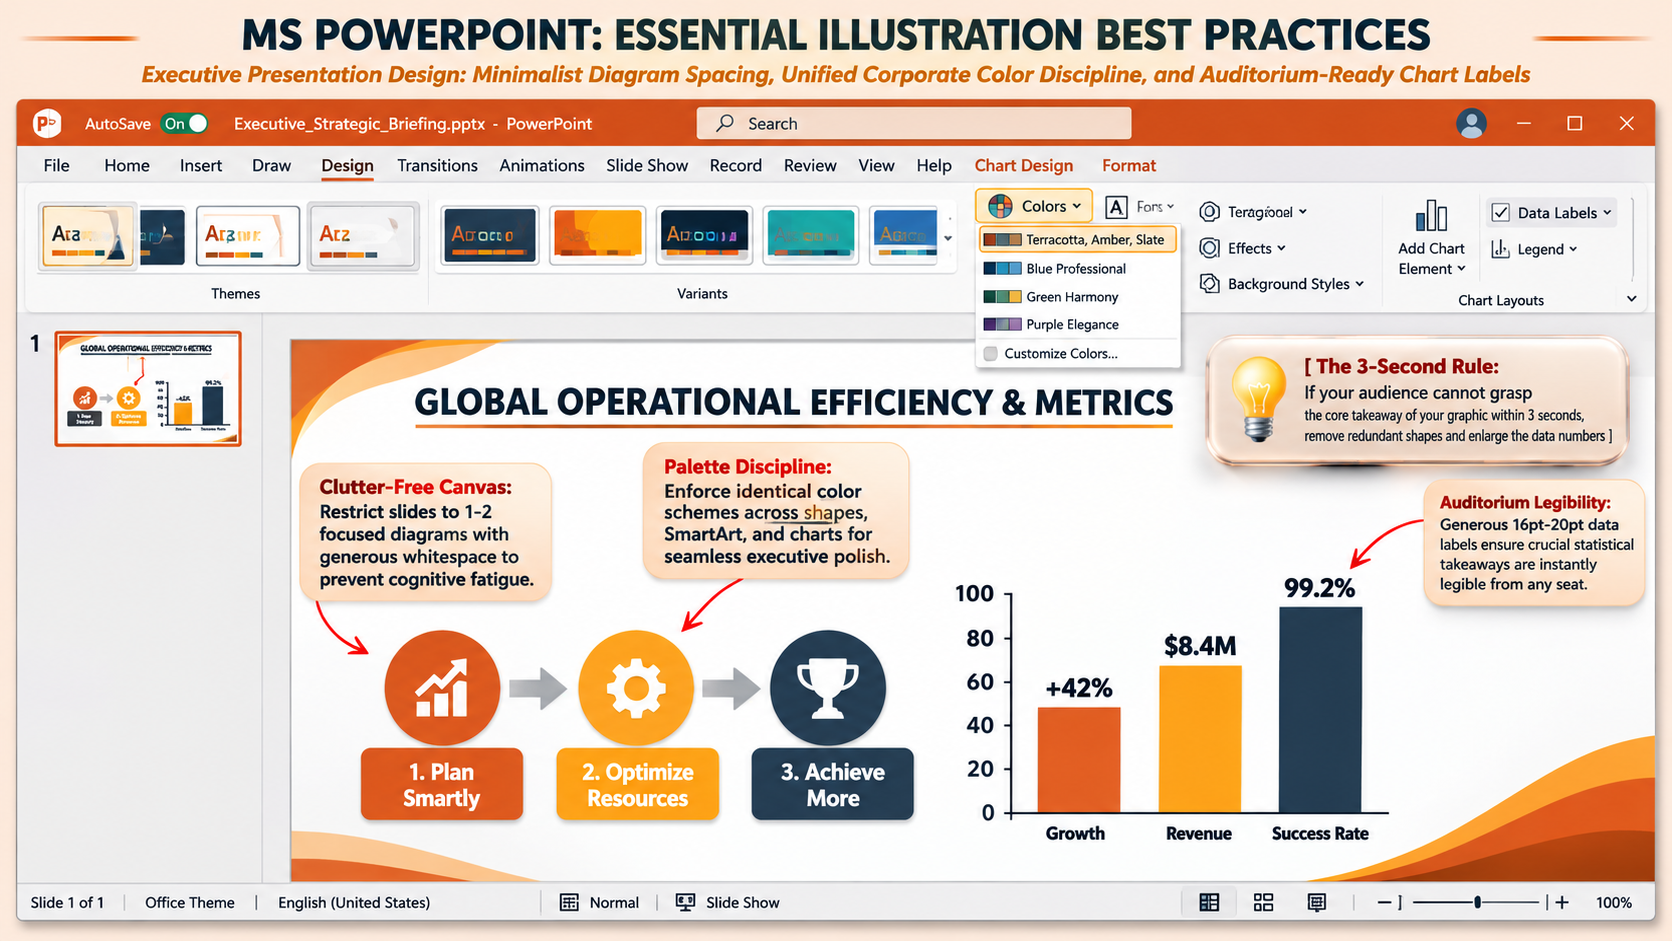 MS POWERPOINT: ESSENTIAL ILLUSTRATION BEST PRACTICES
Executive Presentation Design: Minimalist Diagram Spacing, Unified Corporate Color Discipline, and Auditorium-Ready Chart Labels
AutoSave On Executive_Strategic_Briefing.pptx - PowerPoint Search
File Home Insert Draw Design Transitions Animations Slide Show Record Review View Help Chart Design Format
Colors
Terracotta, Amber, Slate
Blue Professional
Green Harmony
Purple Elegance
Customize Colors...
Effects
Background Styles
Add Chart
Element
Data Labels
Legend
Themes
Variants
Chart Layouts
1
GLOBAL OPERATIONAL EFFICIENCY & METRICS
[ The 3-Second Rule:
If your audience cannot grasp
the core takeaway of your graphic within 3 seconds,
remove redundant shapes and enlarge the data numbers ]
Clutter-Free Canvas:
Restrict slides to 1-2
focused diagrams with
generous whitespace to
prevent cognitive fatigue.
Palette Discipline:
Enforce identical color
schemes across shapes,
SmartArt, and charts for
seamless executive polish.
Auditorium Legibility:
Generous 16pt-20pt data
labels ensure crucial statistical
takeaways are instantly
legible from any seat.
1. Plan
Smartly
2. Optimize
Resources
3. Achieve
More
100
80
60
40
20
0
+42%
$8.4M
99.2%
Growth
Revenue
Success Rate
Slide 1 of 1 Office Theme English (United States) Normal Slide Show 100%